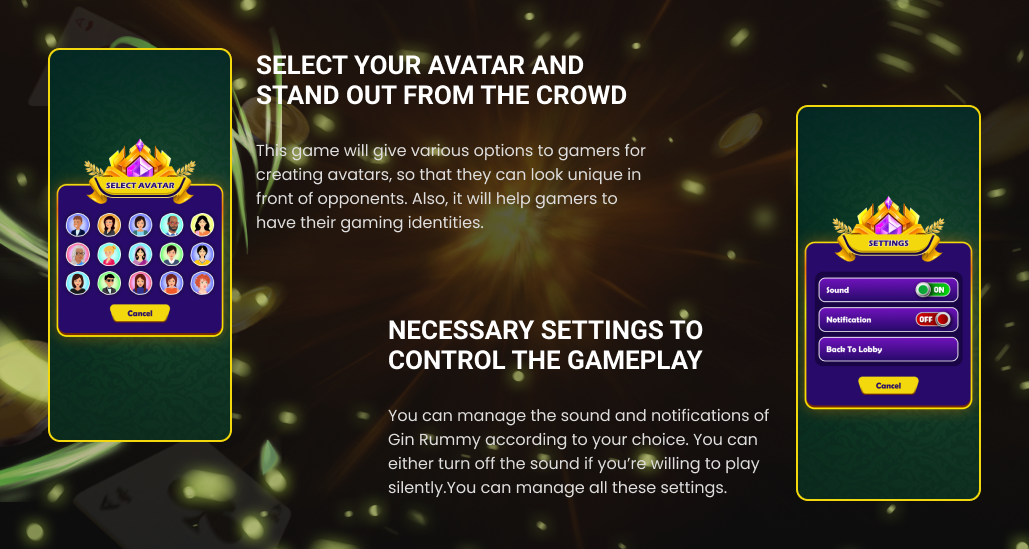 SELECT YOUR AVATAR AND
STAND OUT FROM THE CROWD
This game will give various options to gamers for
creating avatars, so that they can look unique in
front of opponents. Also, it will help gamers to
have their gaming identities.
SELECT AVATAR
Cancel
NECESSARY SETTINGS TO
CONTROL THE GAMEPLAY
You can manage the sound and notifications of
Gin Rummy according to your choice. You can
either turn off the sound if you’re willing to play
silently.You can manage all these settings.
SETTINGS
Sound ON
Notification OFF
Back To Lobby
Cancel